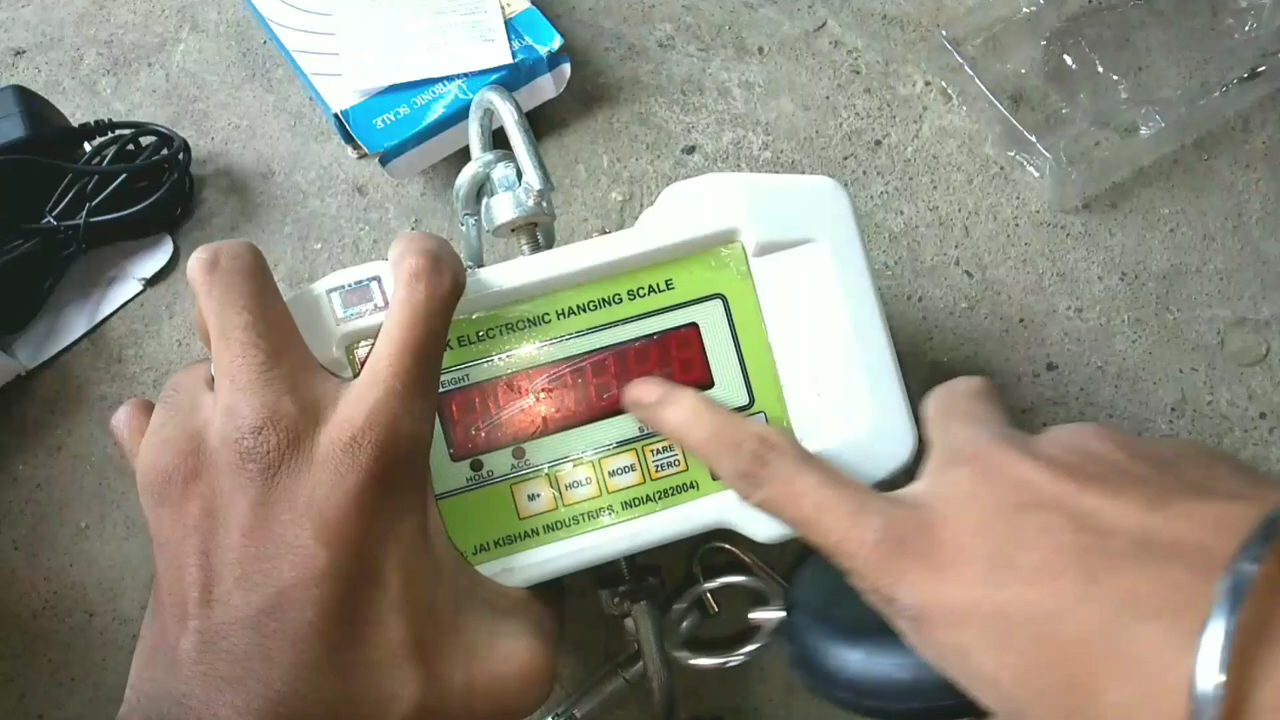 TRONIC SCALE
K ELECTRONIC HANGING SCALE
EIGHT
HOLD
ACC
M+
HOLD
MODE
TARE
ZERO
: JAI KISHAN INDUSTRIES, INDIA(282004)